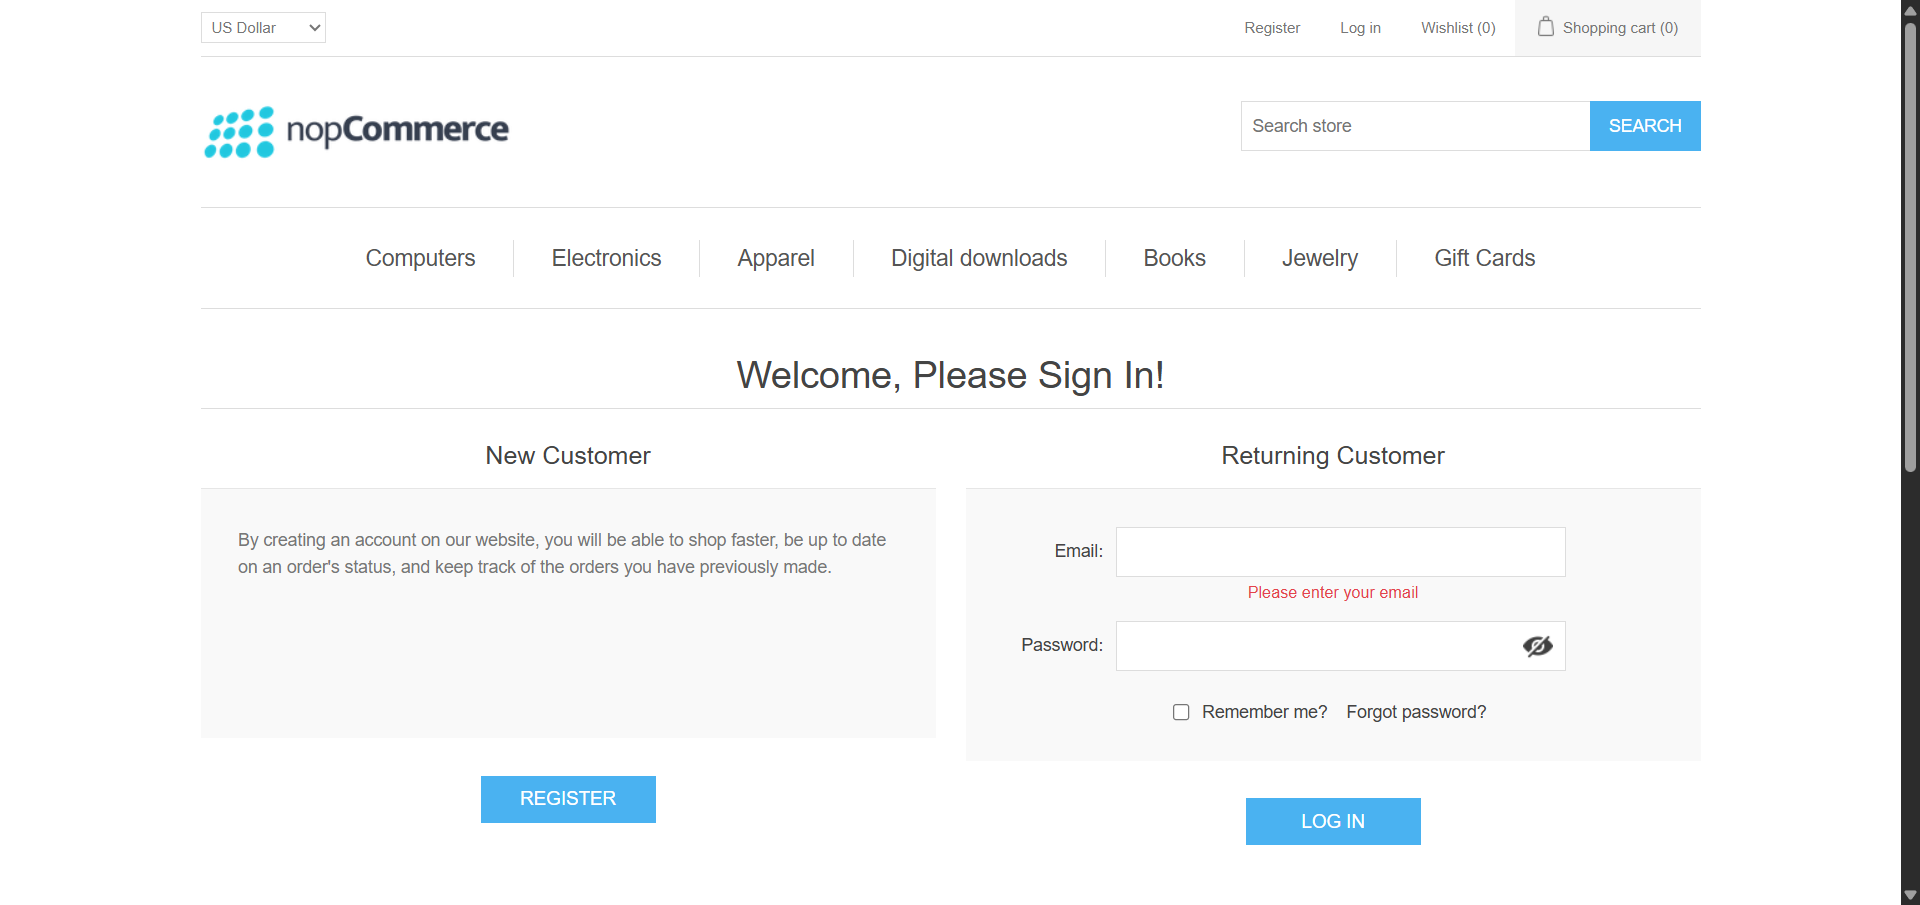 US Dollar
Register
Log in
Wishlist (0)
Shopping cart (0)
nopCommerce
Search store
SEARCH
Computers
Electronics
Apparel
Digital downloads
Books
Jewelry
Gift Cards
Welcome, Please Sign In!
New Customer
By creating an account on our website, you will be able to shop faster, be up to date
on an order's status, and keep track of the orders you have previously made.
REGISTER
Returning Customer
Email:
Please enter your email
Password:
Remember me?
Forgot password?
LOG IN